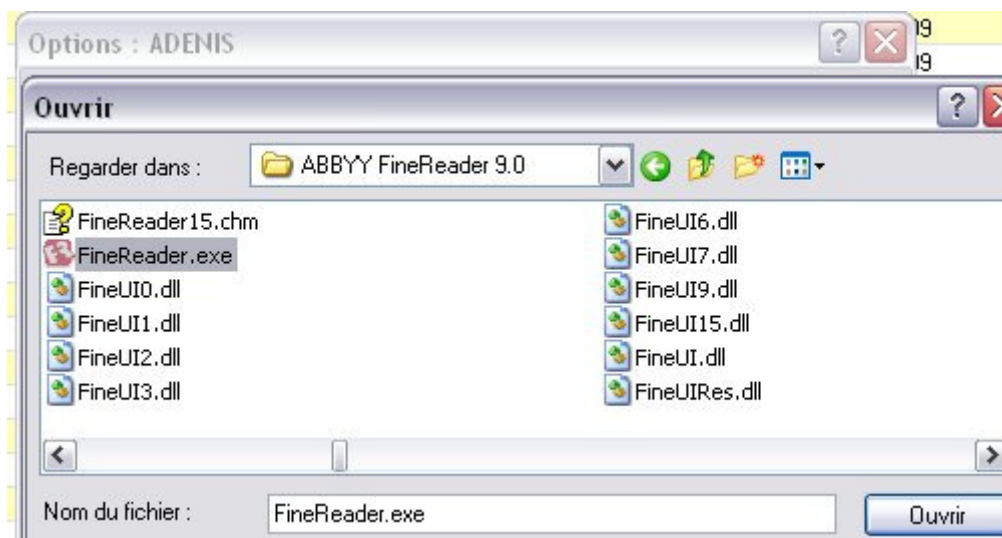 Options : ADENIS
09
09
Ouvrir
Regarder dans :
ABBYY FineReader 9.0
FineReader15.chm
FineReader.exe
FineUI0.dll
FineUI1.dll
FineUI2.dll
FineUI3.dll
FineUI6.dll
FineUI7.dll
FineUI9.dll
FineUI15.dll
FineUI.dll
FineUIRes.dll
Nom du fichier :
FineReader.exe
Ouvrir